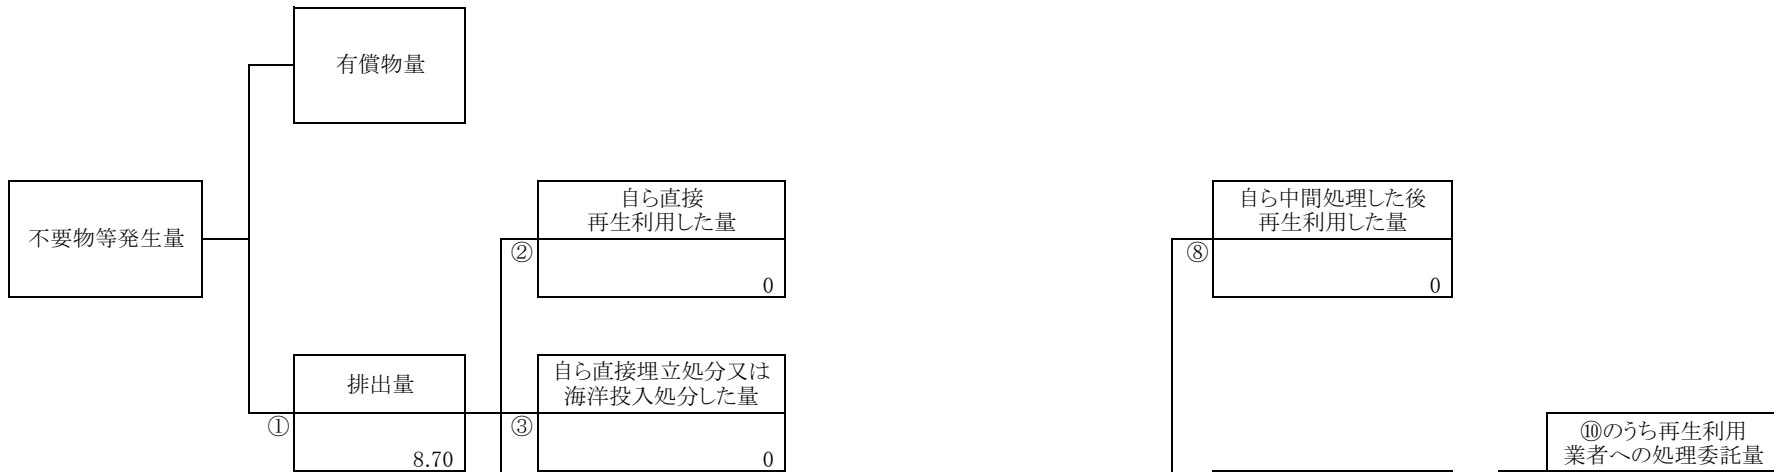 有償物量
不要物等発生量
自ら直接
再生利用した量
②
0
自ら中間処理した後
再生利用した量
⑧
0
排出量
①
8.70
自ら直接埋立処分又は
海洋投入処分した量
③
0
⑩のうち再生利用
業者への処理委託量